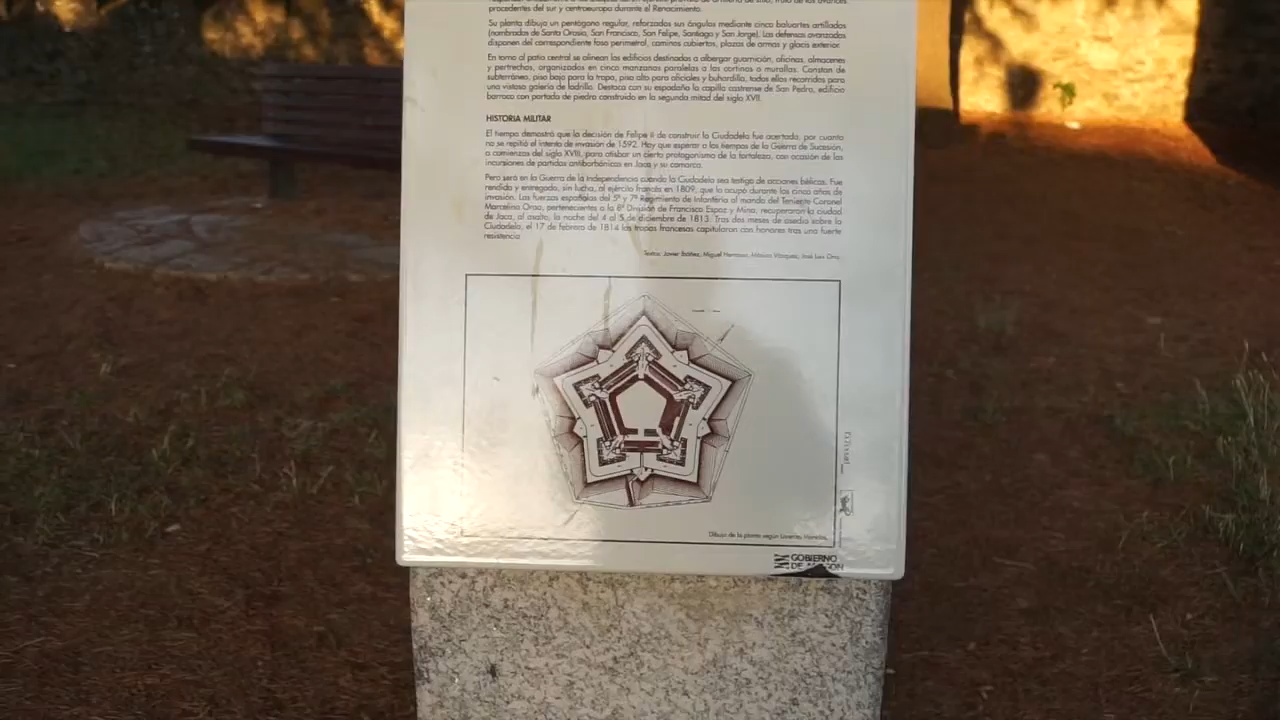 procedentes del sur y centroeuropa durante el Renacimiento.
Su planta dibuja un pentágono regular, reforzados sus ángulos mediante cinco baluartes artillados
(nombrados de Santa Orosia, San Francisco, San Felipe, Santiago y San Jorge). Las defensas avanzadas
disponen del correspondiente foso perimetral, caminos cubiertos, plazas de armas y glacis exterior.
En torno al patio central se alinean los edificios destinados a albergar guarnición, oficinas, almacenes
y pertrechos, organizados en cinco manzanas paralelas a las cortinas o murallas. Constan de
subterráneo, piso bajo para la tropa, piso alto para oficiales y buhardilla, todos ellos recorridos por
una vistosa galería de ladrillo. Destaca con su espadaña la capilla castrense de San Pedro, edificio
barroco con portada de piedra construido en la segunda mitad del siglo XVII.
HISTORIA MILITAR
El tiempo demostró que la decisión de Felipe II de construir la Ciudadela fue acertada, por cuanto
no se repitió el intento de invasión de 1592. Hay que esperar a los tiempos de la Guerra de Sucesión,
a comienzos del siglo XVIII, para atisbar un cierto protagonismo de la fortaleza, con ocasión de las
incursiones de partidas antiborbónicas en Jaca y su comarca.
Pero será en la Guerra de la Independencia cuando la Ciudadela sea testigo de acciones bélicas. Fue
rendida y entregada, sin lucha, al ejército francés en 1809, que la ocupó durante los cinco años de
invasión. Las fuerzas españolas del 5º y 7º Regimiento de Infantería al mando del Teniente Coronel
Marcelino Oraa, pertenecientes a la 8ª División de Francisco Espoz y Mina, recuperaron la ciudad
de Jaca, al asalto, la noche del 4 al 5 de diciembre de 1813. Tras dos meses de asedio sobre la
Ciudadela, el 17 de febrero de 1814 las tropas francesas capitularon con honores tras una fuerte
resistencia.
Textos: Javier Ibáñez, Miguel Hermoso, Vázquez, José Luis Ona.
Dibujo de la planta según
GOBIERNO
DE ARAGON